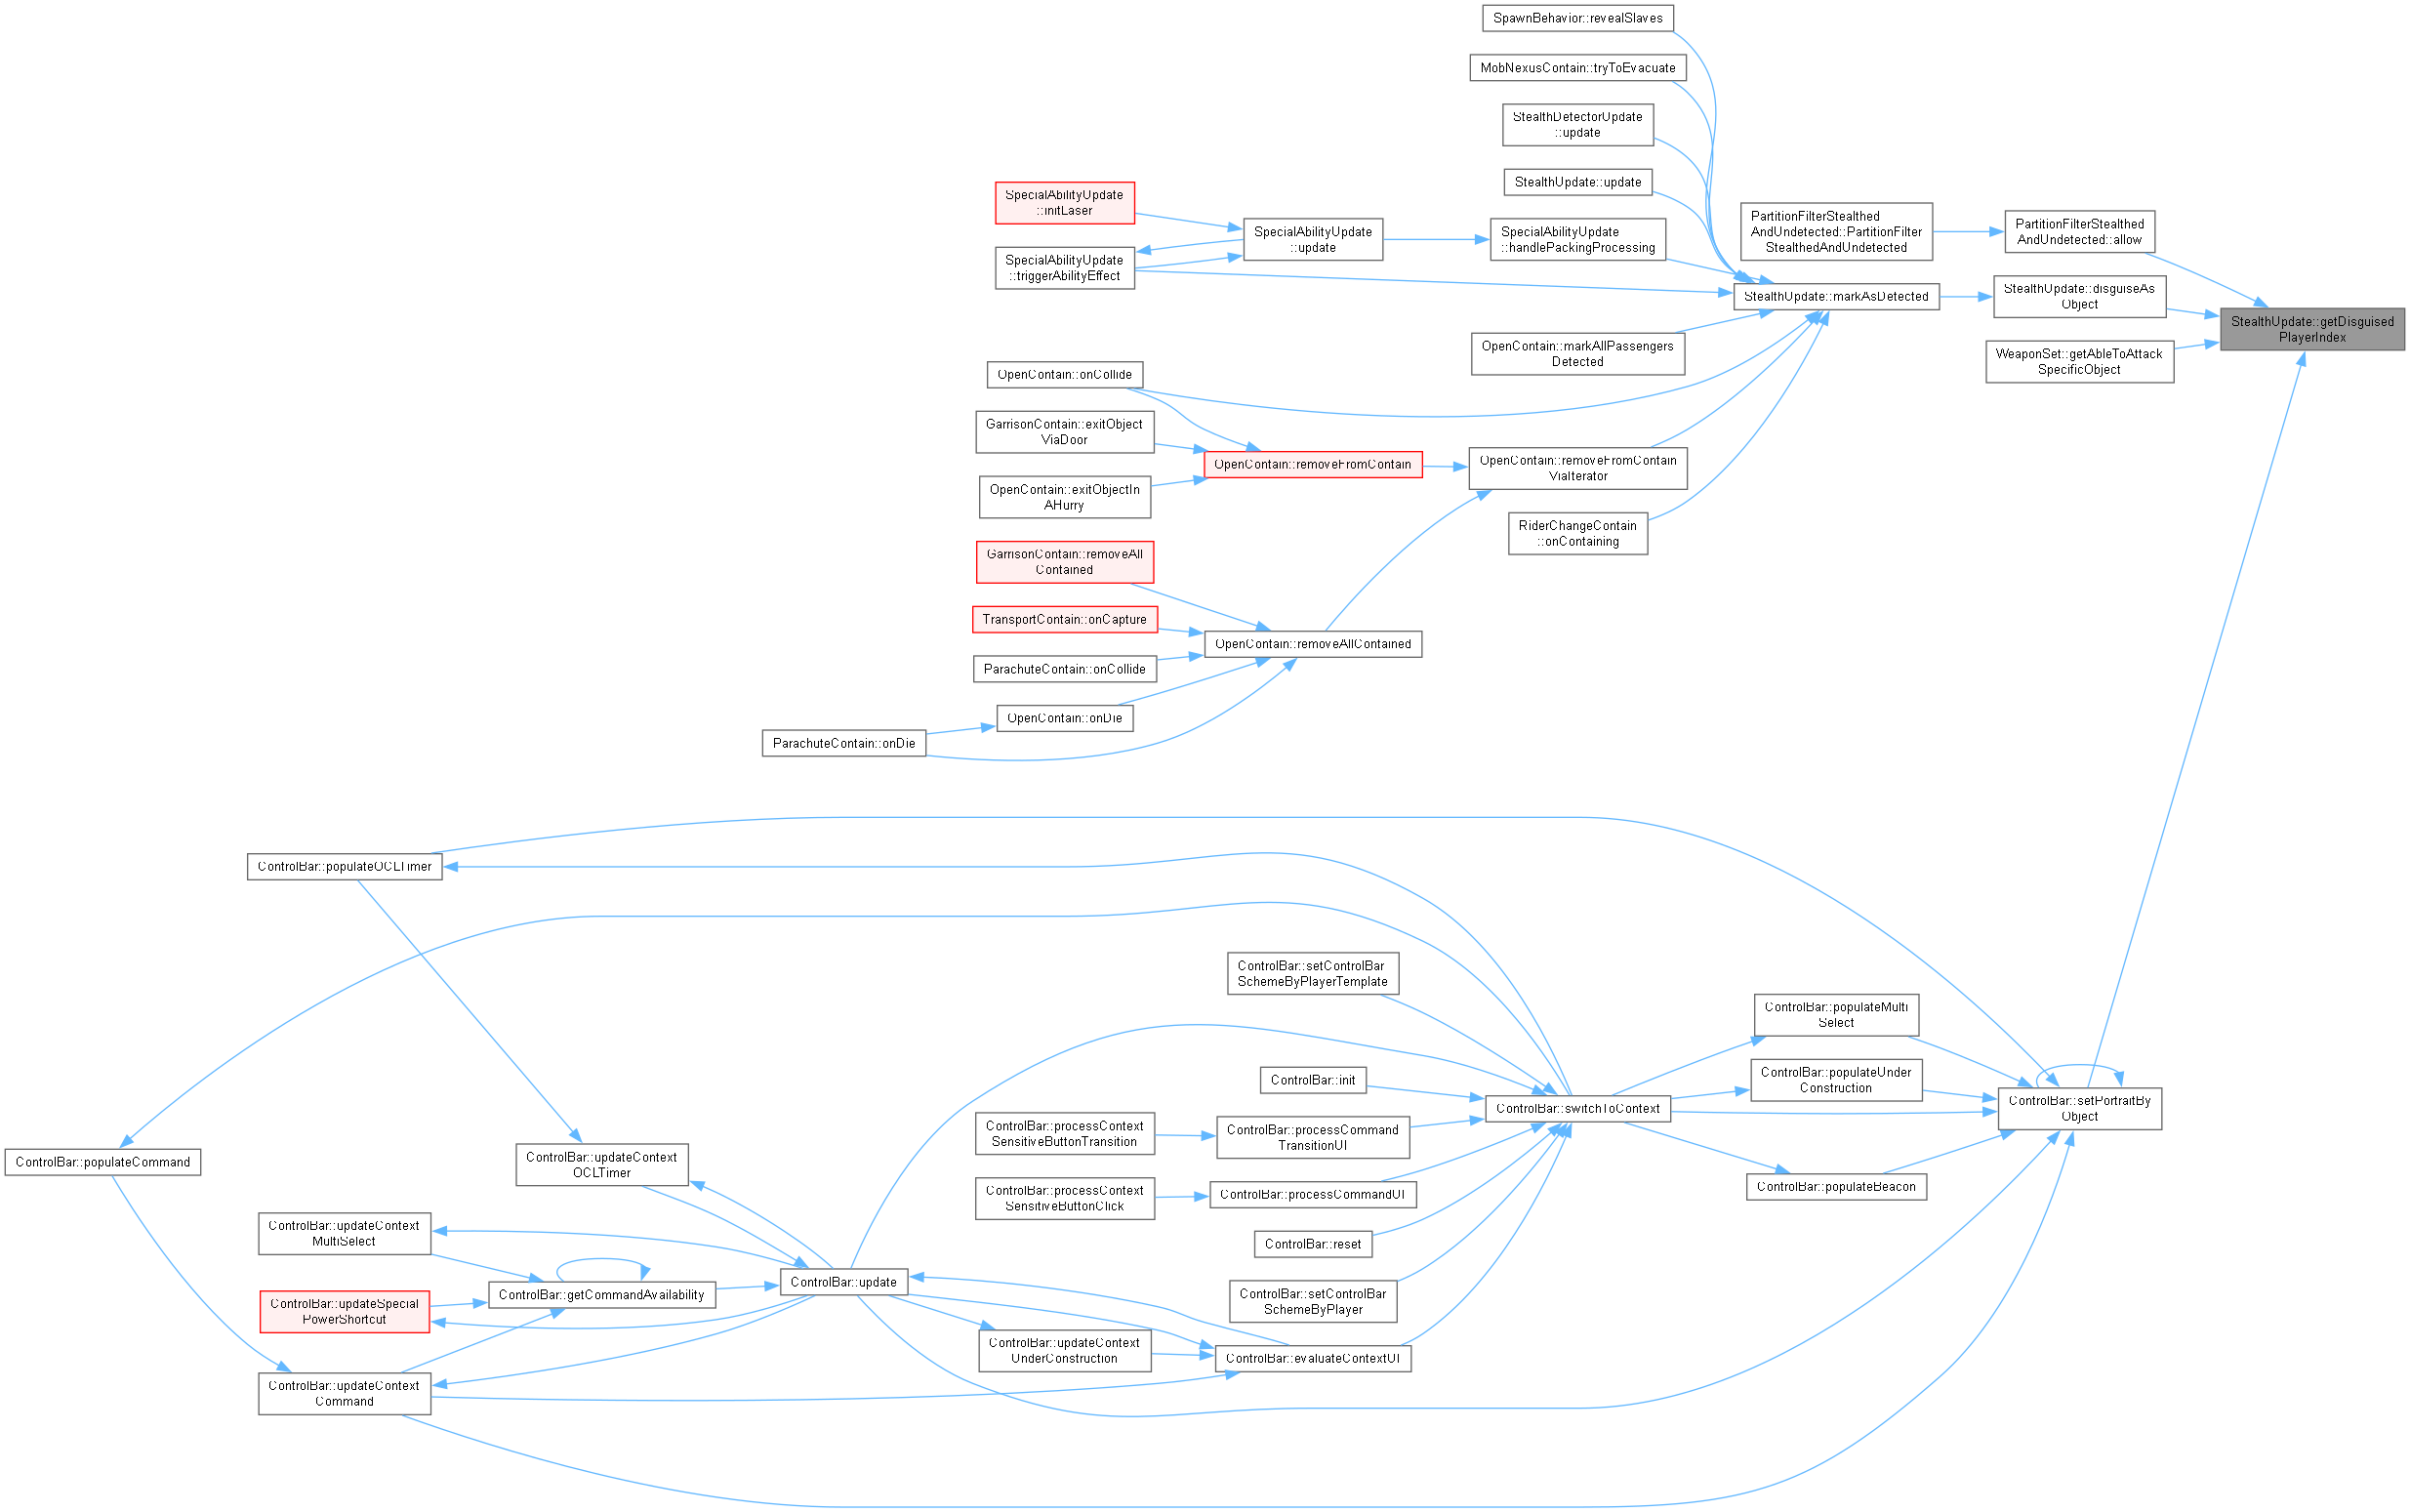 SpawnBehavior::revealSlaves
MobNexusContain::tryToEvacuate
StealthDetectorUpdate
::update
StealthUpdate::update
SpecialAbilityUpdate
::initLaser
SpecialAbilityUpdate
::triggerAbilityEffect
SpecialAbilityUpdate
::update
SpecialAbilityUpdate
::handlePackingProcessing
PartitionFilterStealthed
AndUndetected::PartitionFilter
StealthedAndUndetected
PartitionFilterStealthed
AndUndetected::allow
StealthUpdate::markAsDetected
StealthUpdate::disguiseAs
Object
StealthUpdate::getDisguised
PlayerIndex
WeaponSet::getAbleToAttack
SpecificObject
OpenContain::markAllPassengers
Detected
OpenContain::onCollide
GarrisonContain::exitObject
ViaDoor
OpenContain::removeFromContain
OpenContain::removeFromContain
ViaIterator
OpenContain::exitObjectIn
AHurry
RiderChangeContain
::onContaining
GarrisonContain::removeAll
Contained
TransportContain::onCapture
OpenContain::removeAllContained
ParachuteContain::onCollide
OpenContain::onDie
ParachuteContain::onDie
ControlBar::populateOCLTimer
ControlBar::setControlBar
SchemeByPlayerTemplate
ControlBar::populateMulti
Select
ControlBar::init
ControlBar::populateUnder
Construction
ControlBar::switchToContext
ControlBar::setPortraitBy
Object
ControlBar::processContext
SensitiveButtonTransition
ControlBar::processCommand
TransitionUI
ControlBar::populateCommand
ControlBar::updateContext
OCLTimer
ControlBar::processContext
SensitiveButtonClick
ControlBar::processCommandUI
ControlBar::populateBeacon
ControlBar::updateContext
MultiSelect
ControlBar::reset
ControlBar::update
ControlBar::getCommandAvailability
ControlBar::updateSpecial
PowerShortcut
ControlBar::setControlBar
SchemeByPlayer
ControlBar::updateContext
UnderConstruction
ControlBar::evaluateContextUI
ControlBar::updateContext
Command